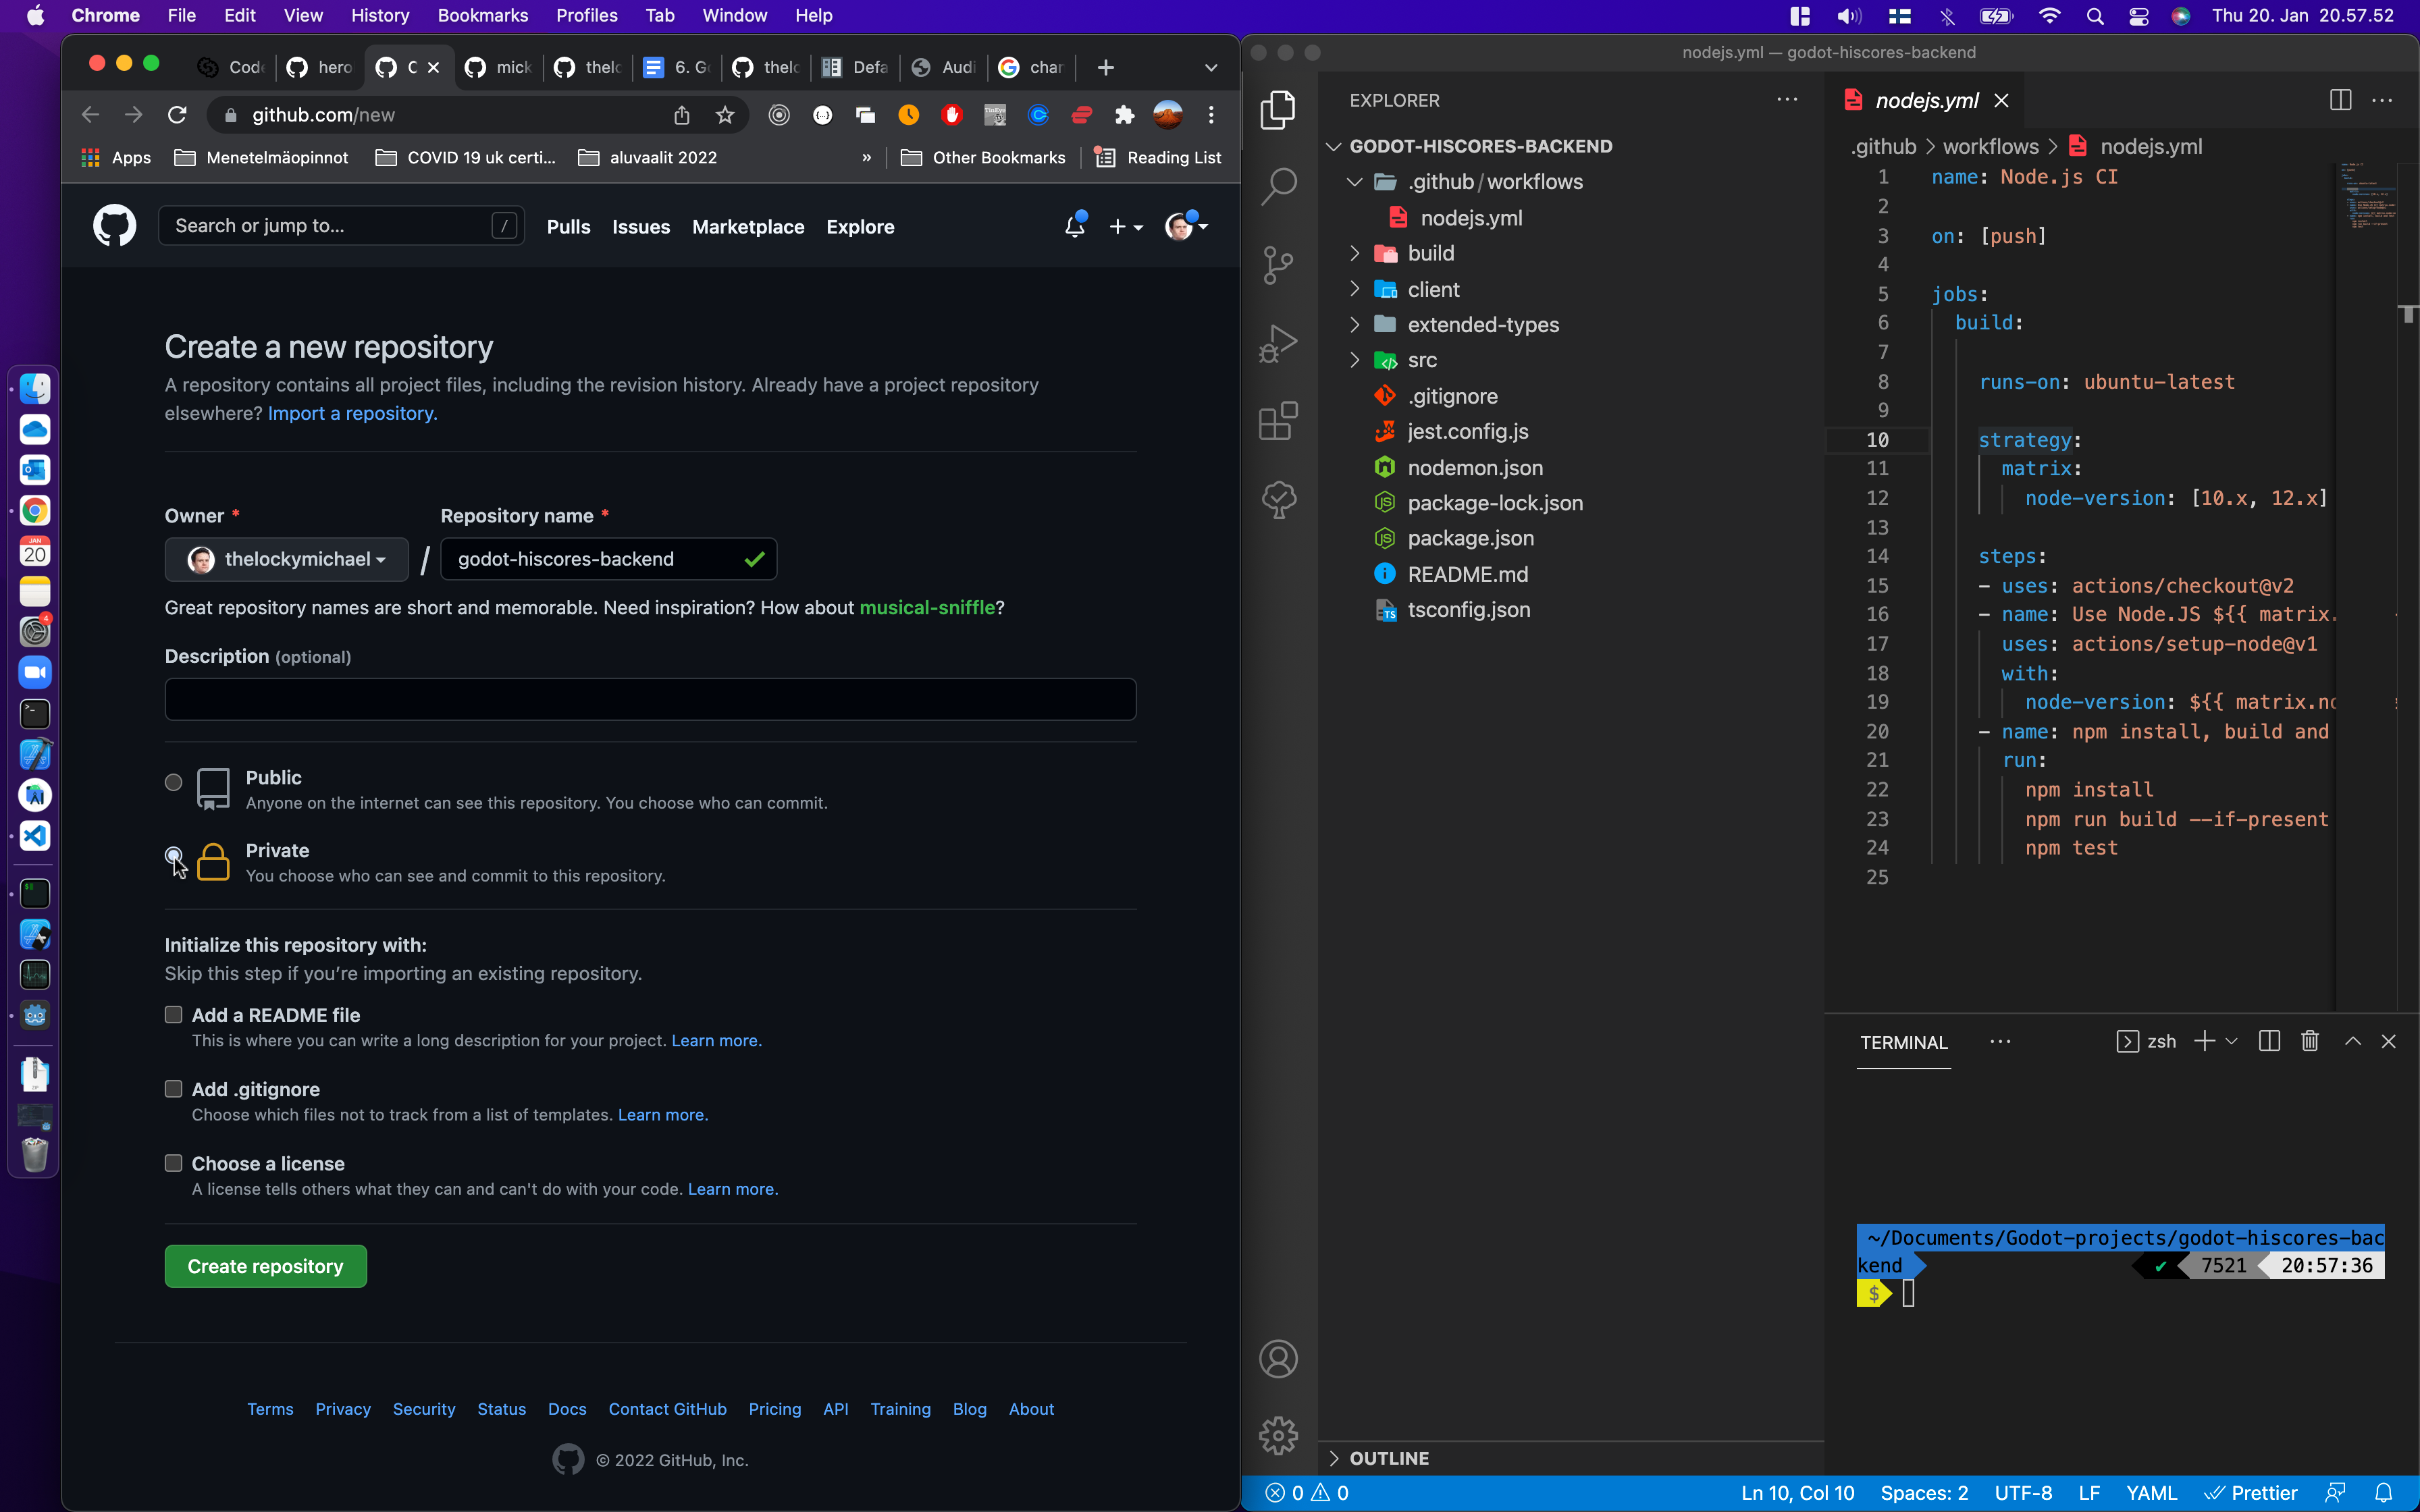 Chrome File Edit View History Bookmarks Profiles Tab Window Help
Thu 20. Jan 20.57.52
Code hero C mick thelo 6. G thelo Defa Audi char
github.com/new
Apps Menetelmäopinnot COVID 19 uk certi... aluvaalit 2022 » Other Bookmarks Reading List
Search or jump to... / Pulls Issues Marketplace Explore
Create a new repository
A repository contains all project files, including the revision history. Already have a project repository
elsewhere? Import a repository.
Owner * Repository name *
thelockymichael / godot-hiscores-backend
Great repository names are short and memorable. Need inspiration? How about musical-sniffle?
Description (optional)
Public
Anyone on the internet can see this repository. You choose who can commit.
Private
You choose who can see and commit to this repository.
Initialize this repository with:
Skip this step if you're importing an existing repository.
Add a README file
This is where you can write a long description for your project. Learn more.
Add .gitignore
Choose which files not to track from a list of templates. Learn more.
Choose a license
A license tells others what they can and can't do with your code. Learn more.
Create repository
Terms Privacy Security Status Docs Contact GitHub Pricing API Training Blog About
© 2022 GitHub, Inc.
JAN
20
4
nodejs.yml — godot-hiscores-backend
EXPLORER
GODOT-HISCORES-BACKEND
.github/workflows
nodejs.yml
build
client
extended-types
src
.gitignore
jest.config.js
nodemon.json
package-lock.json
package.json
README.md
tsconfig.json
OUTLINE
nodejs.yml
.github > workflows > nodejs.yml
1 name: Node.js CI
2
3 on: [push]
4
5 jobs:
6 build:
7
8 runs-on: ubuntu-latest
9
10 strategy:
11 matrix:
12 node-version: [10.x, 12.x]
13
14 steps:
15 - uses: actions/checkout@v2
16 - name: Use Node.JS ${{ matrix.
17 uses: actions/setup-node@v1
18 with:
19 node-version: ${{ matrix.no
20 - name: npm install, build and
21 run:
22 npm install
23 npm run build --if-present
24 npm test
25
TERMINAL zsh
~/Documents/Godot-projects/godot-hiscores-bac
kend ✔ 7521 20:57:36
$
0 0 Ln 10, Col 10 Spaces: 2 UTF-8 LF YAML Prettier